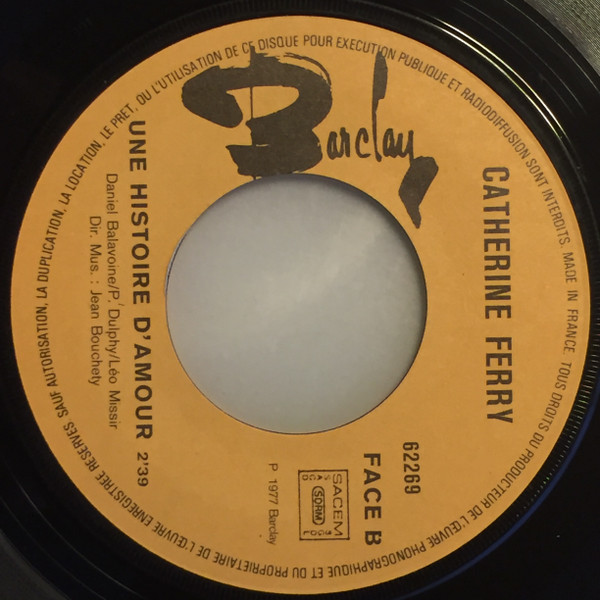 Barclay
CATHERINE FERRY
62269
FACE B
SACEM
SACD
SDRM
SGDL
P 1977 Barclay
UNE HISTOIRE D'AMOUR 2'39
Daniel Balavoine/P. Dulphy/Léo Missir
Dir. Mus. : Jean Bouchety
MADE IN FRANCE. TOUS DROITS DU PRODUCTEUR DE L'ŒUVRE PHONOGRAPHIQUE ET DU PROPRIETAIRE DE L'ŒUVRE ENREGISTREE RESERVES SAUF AUTORISATION, LA DUPLICATION, LA LOCATION, LE PRET, OU L'UTILISATION DE CE DISQUE POUR EXECUTION PUBLIQUE ET RADIODIFFUSION SONT INTERDITS.